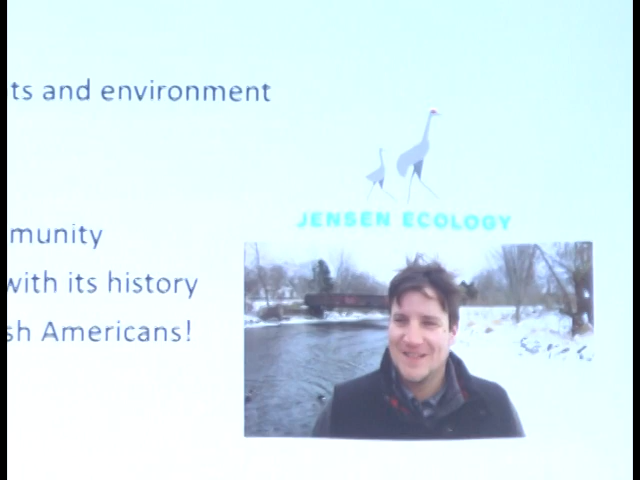 ts and environment
JENSEN ECOLOGY
munity
with its history
sh Americans!